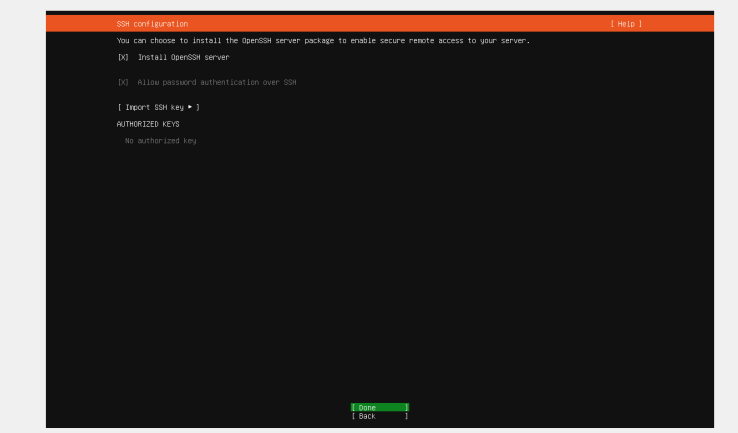 SSH configuration [ Help ]
You can choose to install the OpenSSH server package to enable secure remote access to your server.
[X] Install OpenSSH server
[X] Allow password authentication over SSH
[ Import SSH key ► ]
AUTHORIZED KEYS
No authorized key
[ Done ]
[ Back ]